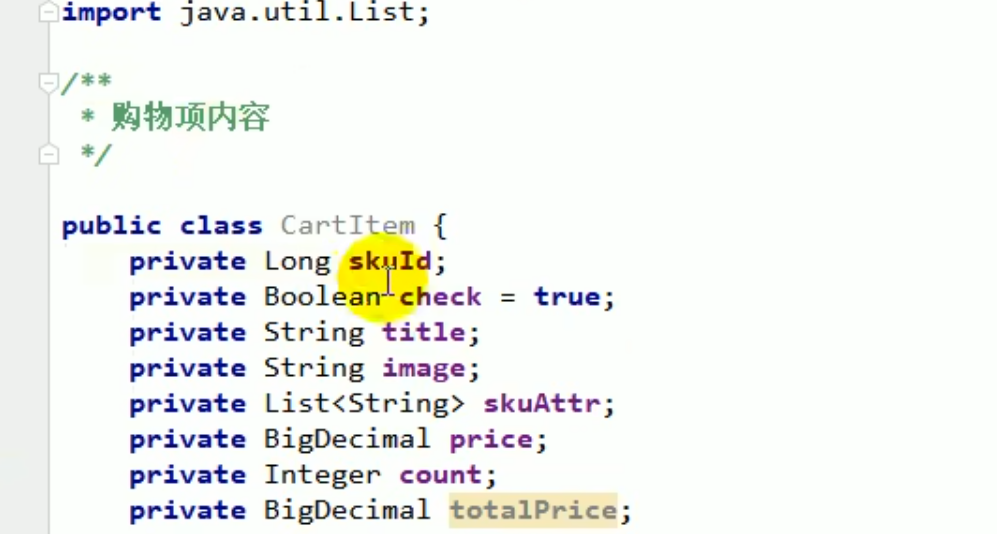 import java.util.List;
/**
* 购物项内容
*/
public class CartItem {
private Long skuId;
private Boolean check = true;
private String title;
private String image;
private List<String> skuAttr;
private BigDecimal price;
private Integer count;
private BigDecimal totalPrice;